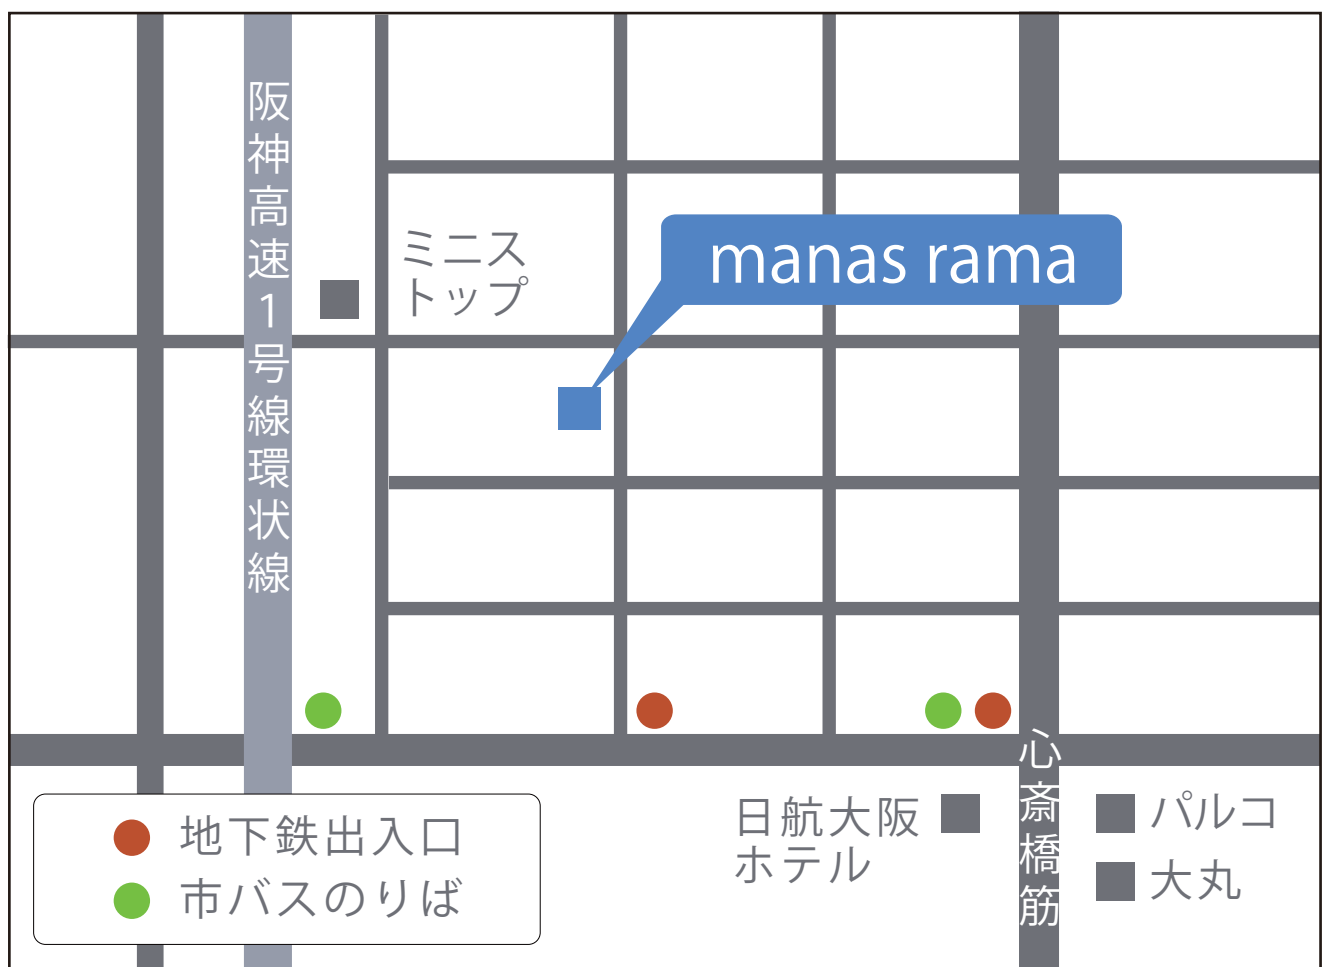 阪神高速1号線環状線
ミニス
トップ
manas rama
心斎橋筋
日航大阪
ホテル
パルコ
大丸
地下鉄出入口
市バスのりば